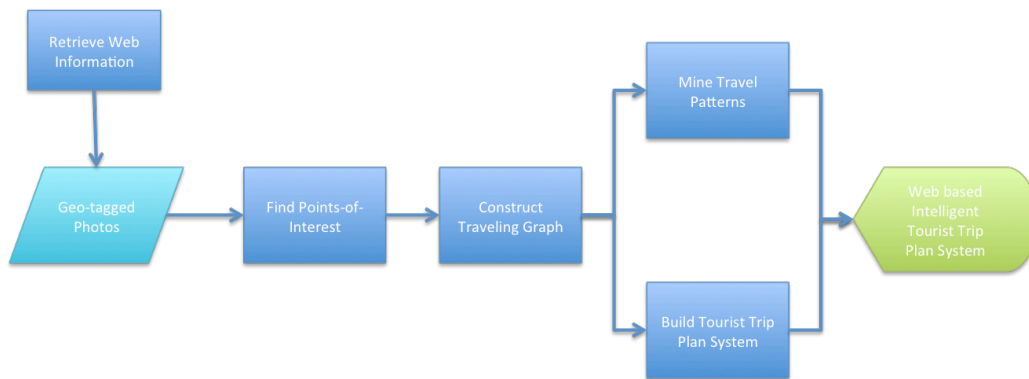 Retrieve Web
Information
Geo-tagged
Photos
Find Points-of-
Interest
Construct
Traveling Graph
Mine Travel
Patterns
Build Tourist Trip
Plan System
Web based
Intelligent
Tourist Trip
Plan System